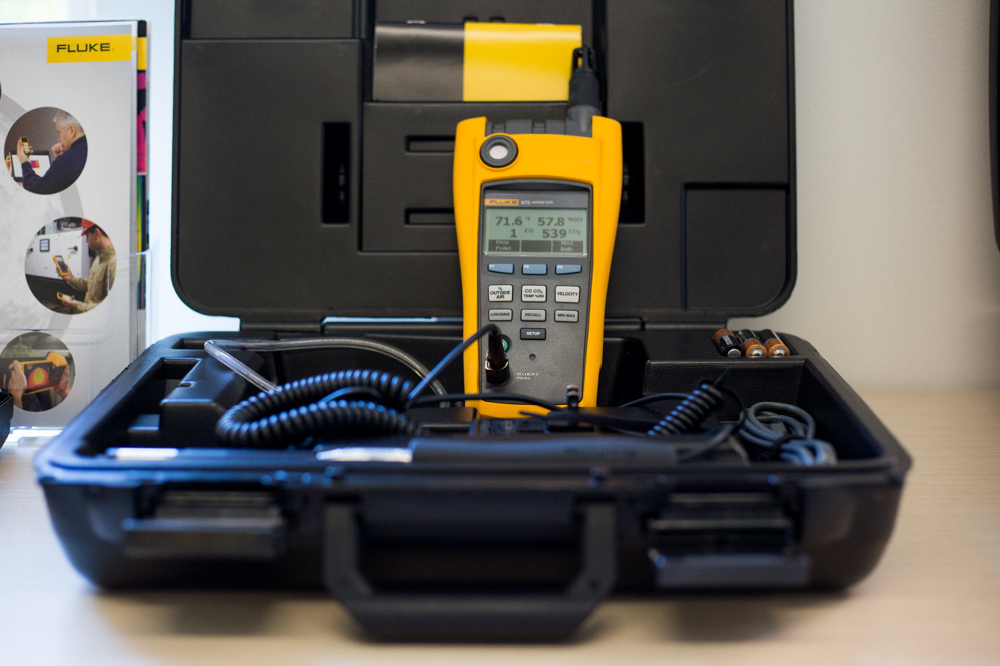 FLUKE
FLUKE 975 AIRMETER
71.6 °F 57.8 %RH
1 CO 539 CO₂
Dew Point
Wet Bulb
F1 F2 F3
% OUTSIDE AIR
CO CO₂ TEMP %RH
VELOCITY
LOG/SAVE
RECALL
MIN MAX
SETUP
VELOCITY
PROBE